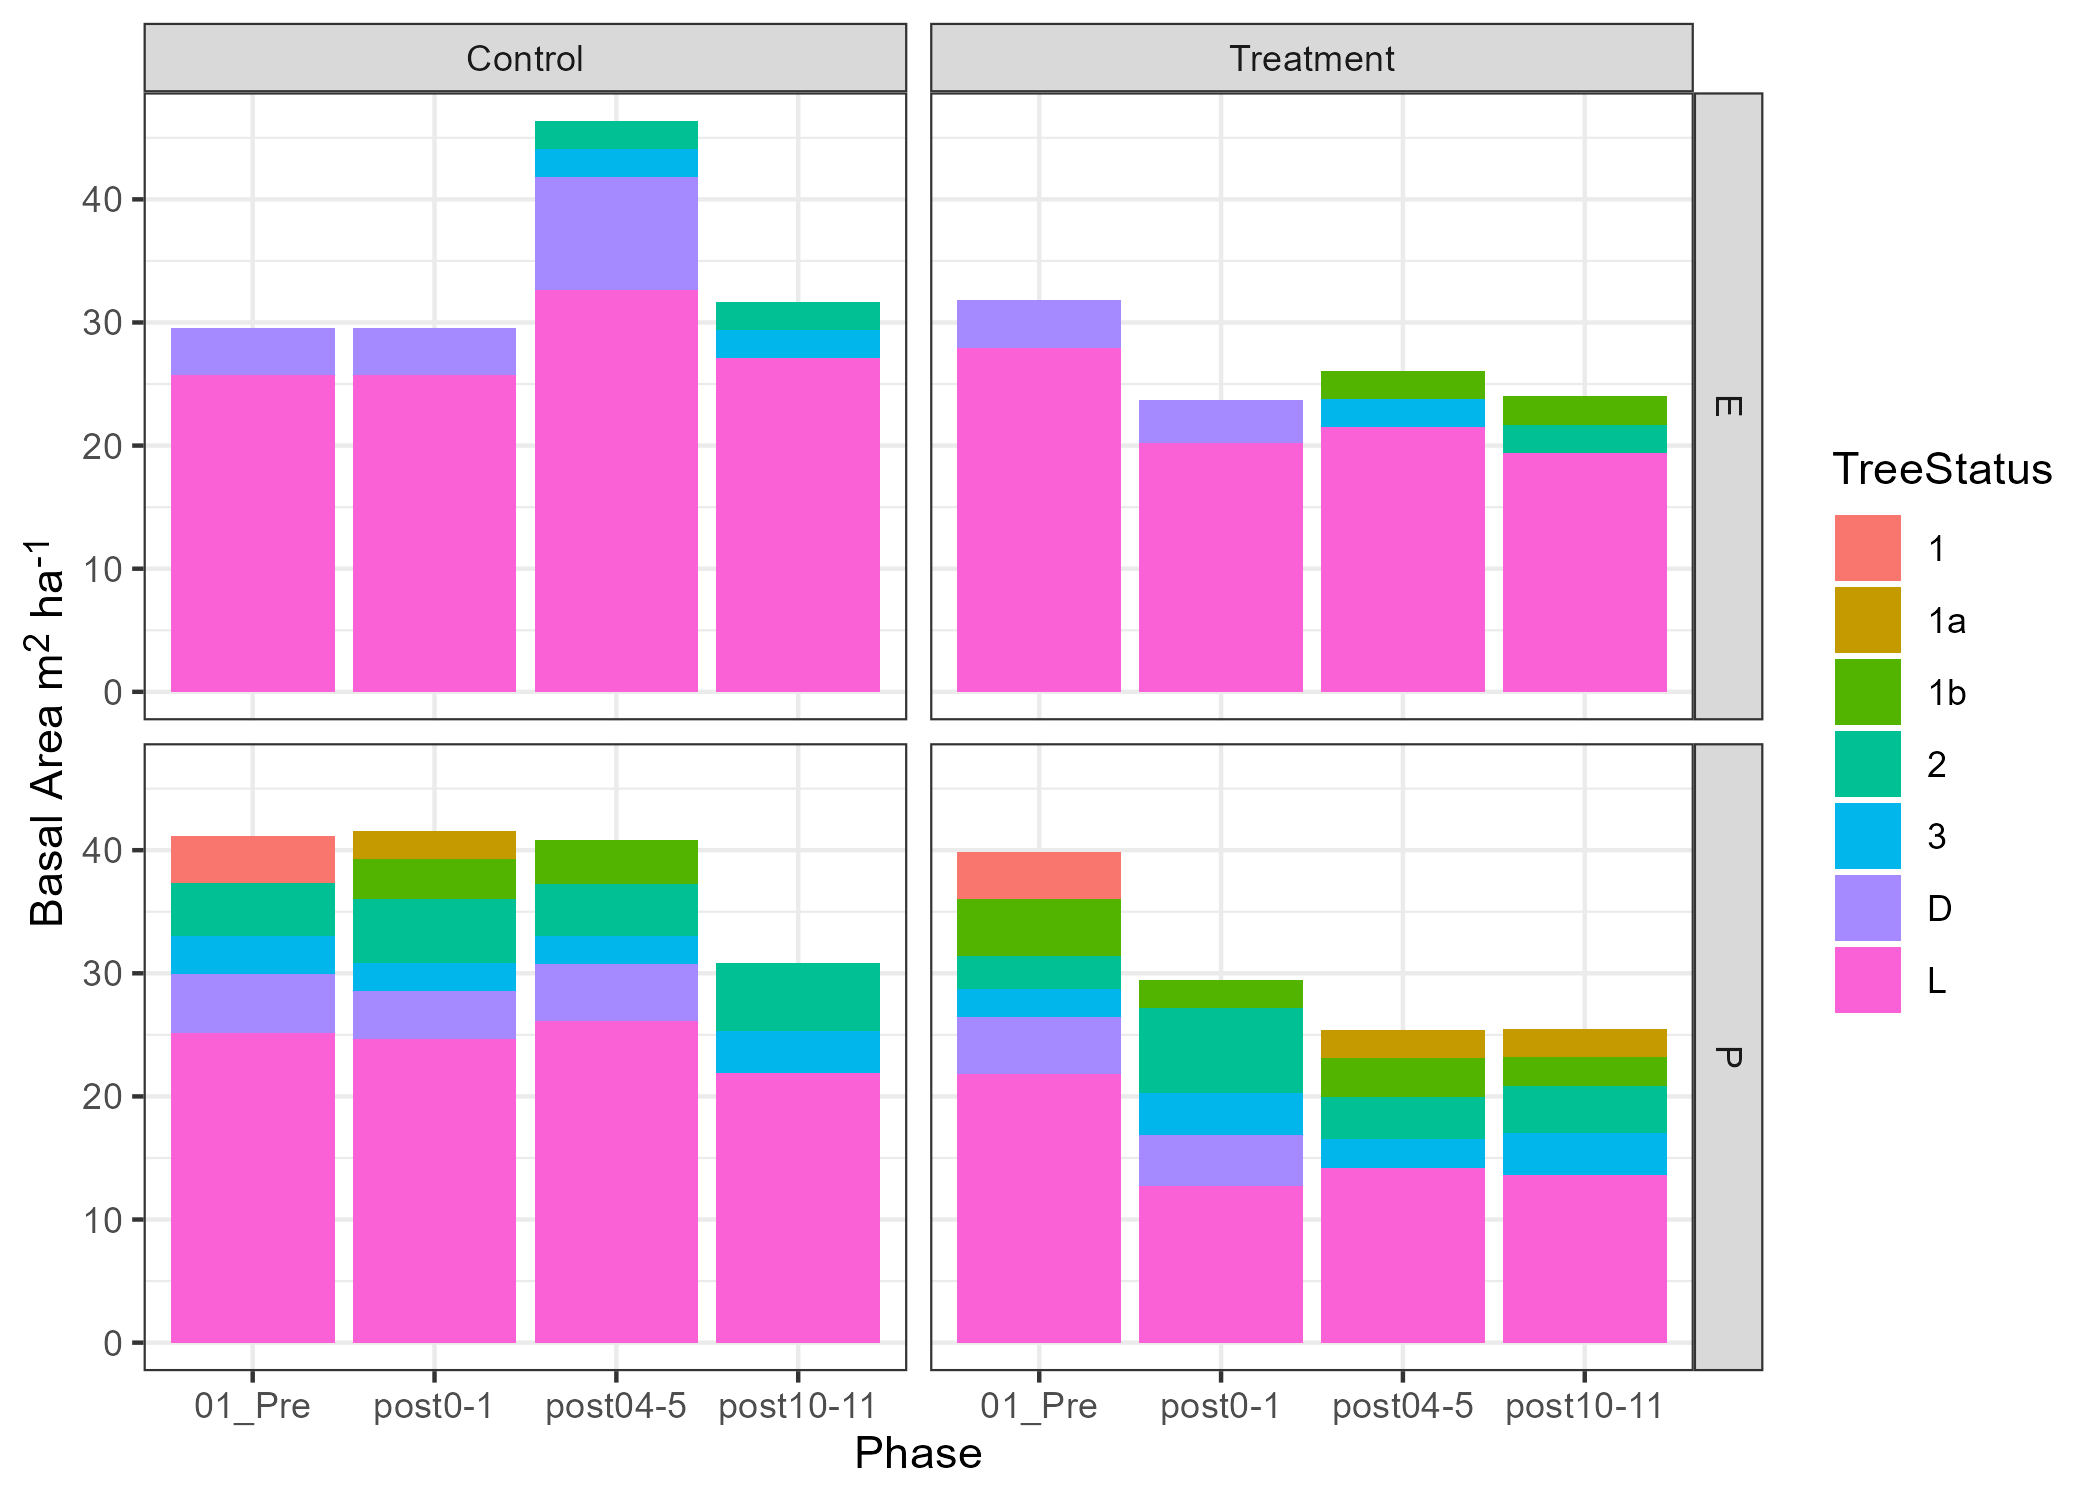 Control
Treatment
40
30
20
10
0
E
40
30
20
10
0
P
Basal Area m² ha⁻¹
01_Pre
post0-1
post04-5
post10-11
01_Pre
post0-1
post04-5
post10-11
Phase
TreeStatus
1
1a
1b
2
3
D
L